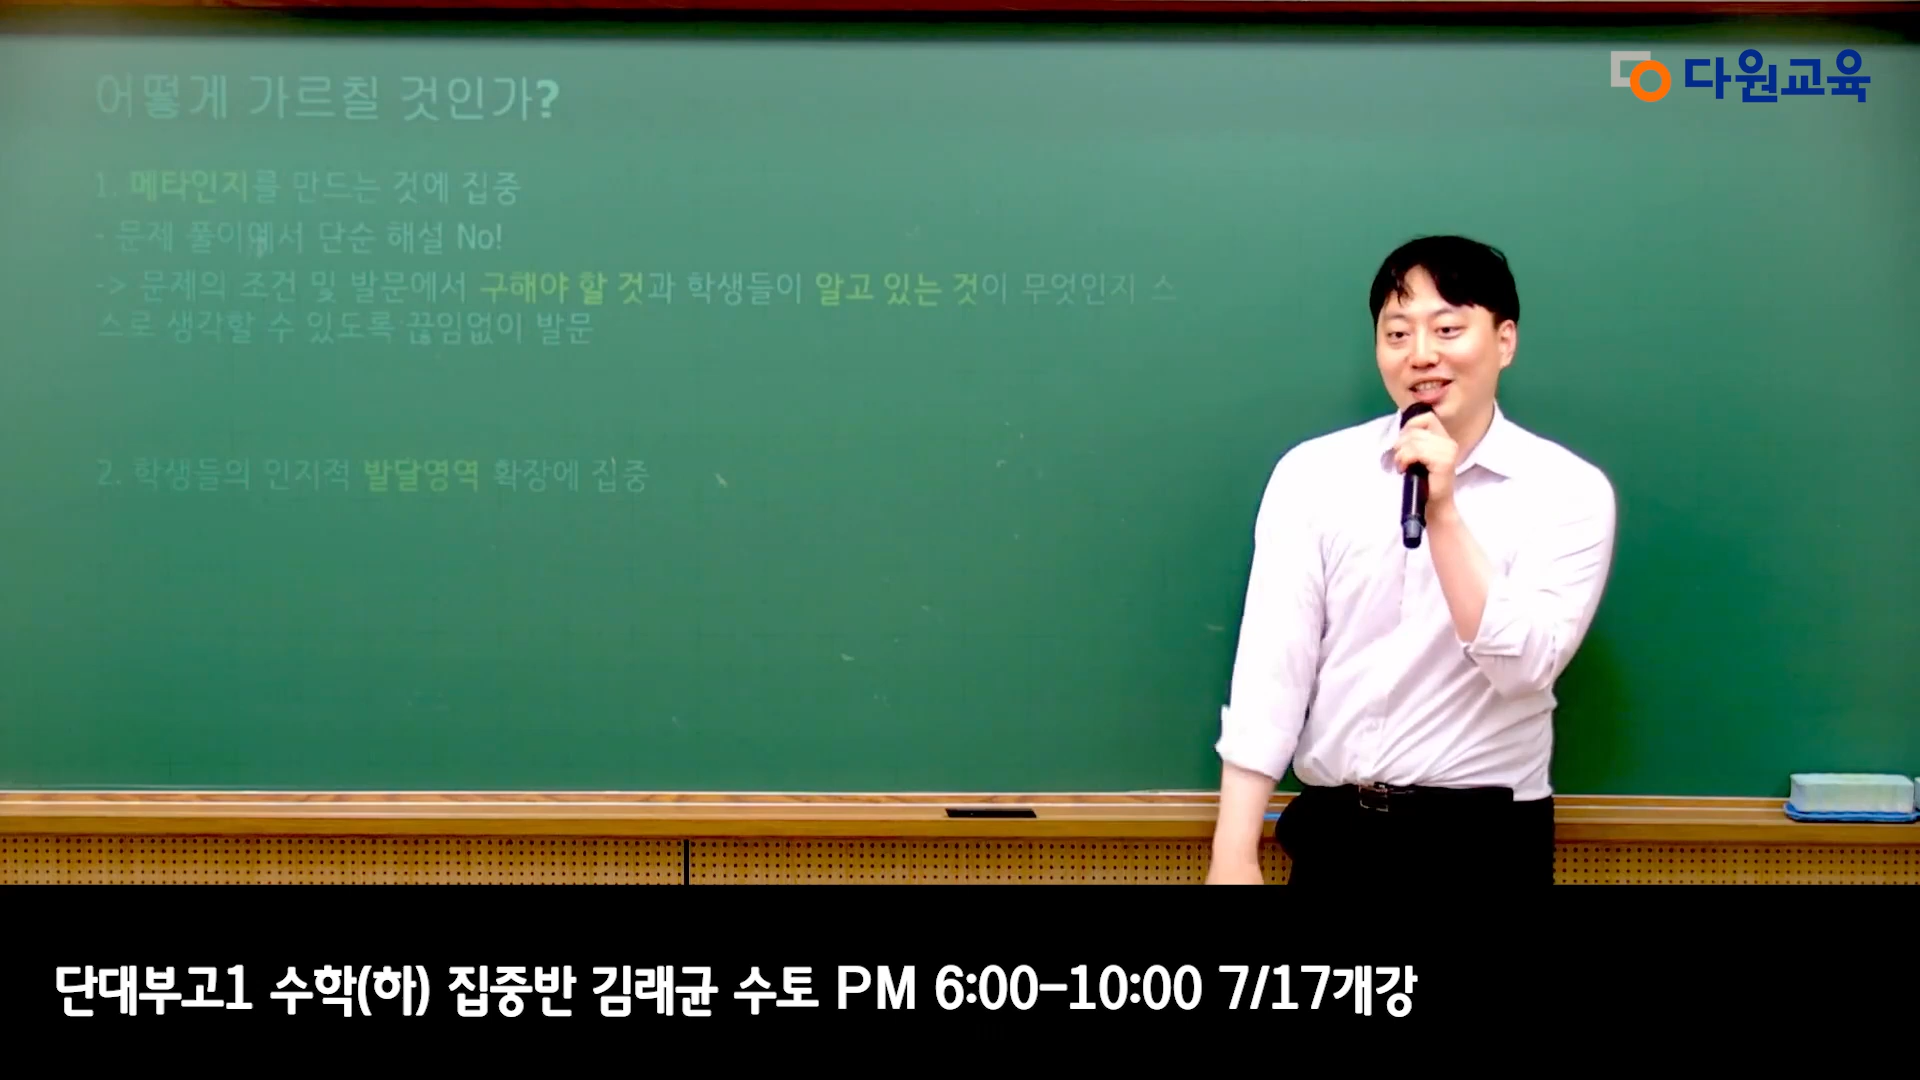 다원교육
어떻게 가르칠 것인가?
1. 메타인지를 만드는 것에 집중
- 문제 풀이에서 단순 해설 No!
-> 문제의 조건 및 발문에서 구해야 할 것과 학생들이 알고 있는 것이 무엇인지 스
스로 생각할 수 있도록 끊임없이 발문
2. 학생들의 인지적 발달영역 확장에 집중
단대부고1 수학(하) 집중반 김래균 수토 PM 6:00-10:00 7/17개강